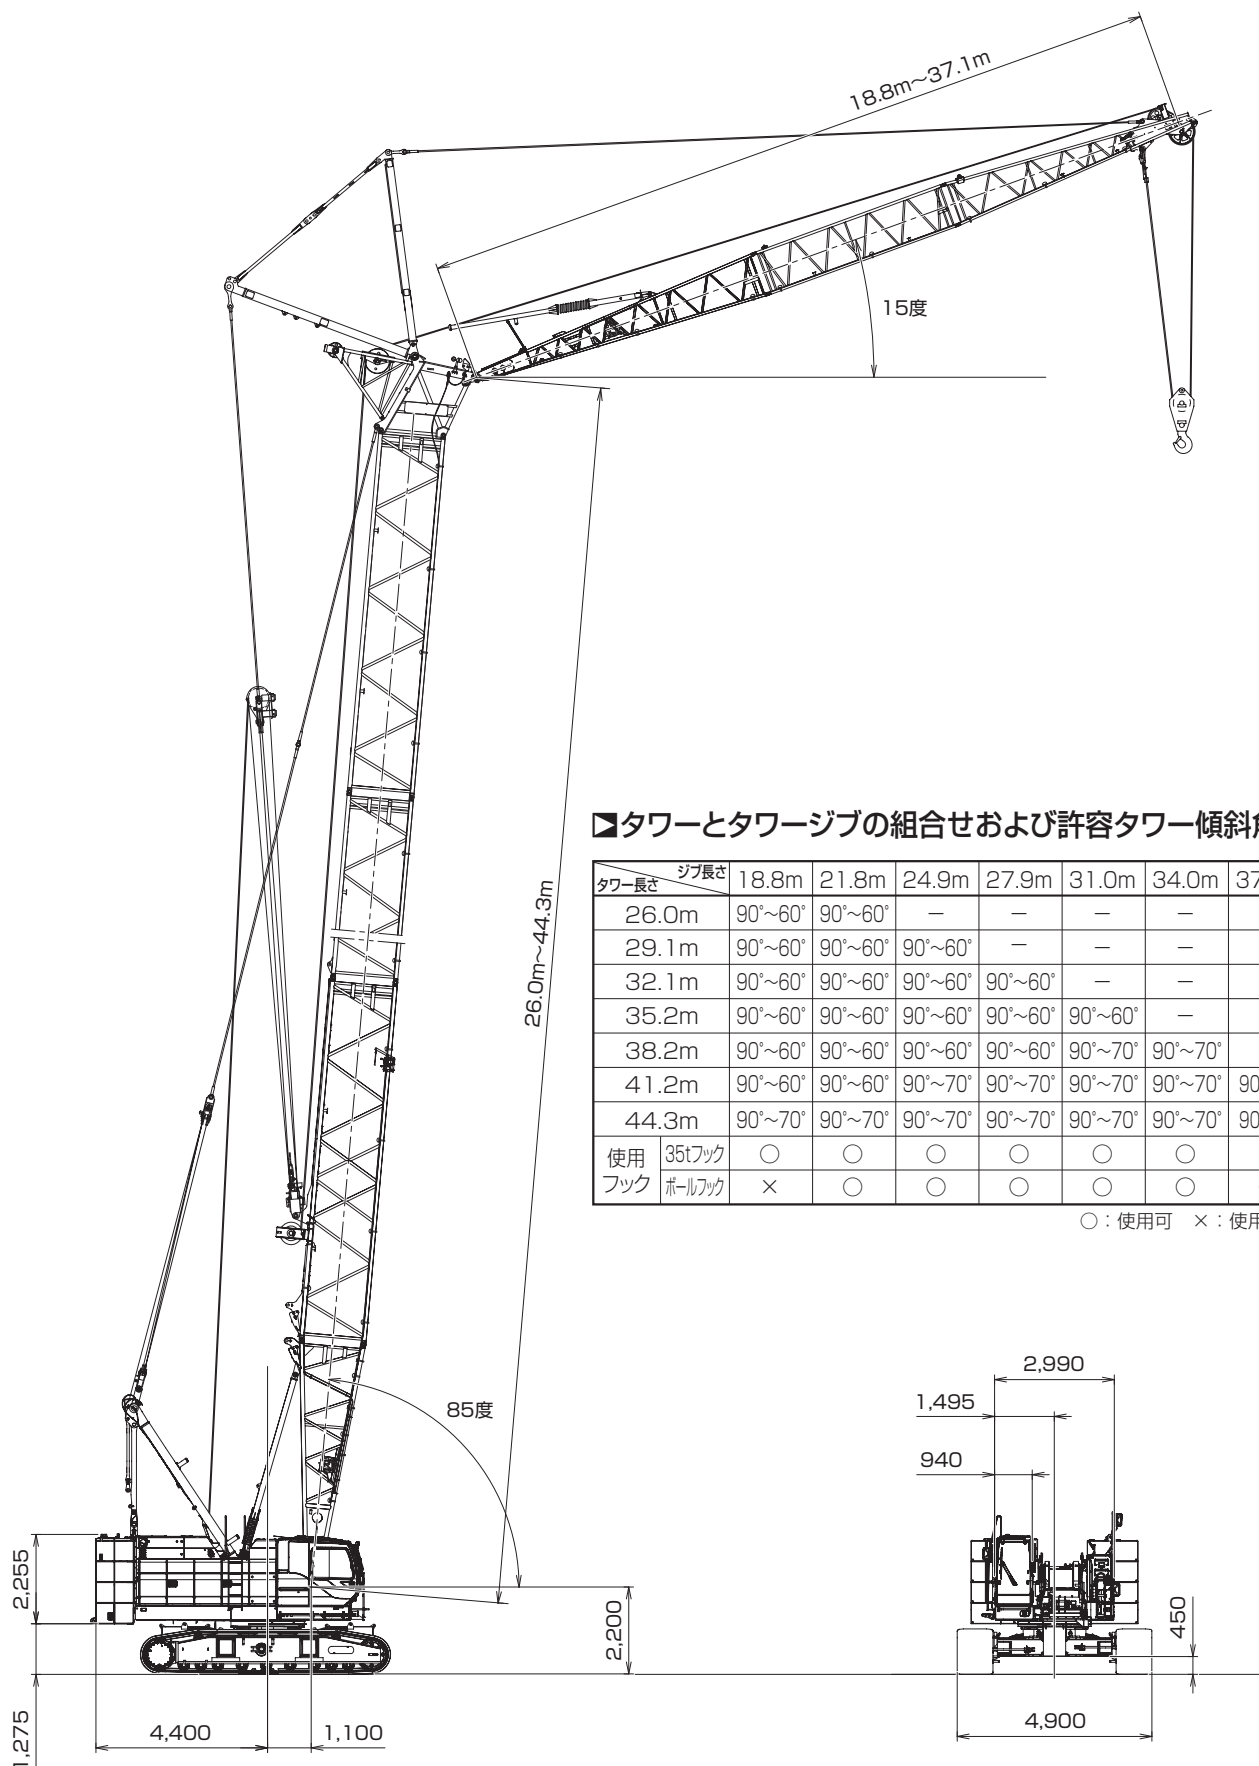 18.8m～37.1m
15度
26.0m～44.3m
▶タワーとタワージブの組合せおよび許容タワー傾斜
ジブ長さ
タワー長さ 18.8m 21.8m 24.9m 27.9m 31.0m 34.0m 37
26.0m 90°～60° 90°～60° － － － －
29.1m 90°～60° 90°～60° 90°～60° － － －
32.1m 90°～60° 90°～60° 90°～60° 90°～60° － －
35.2m 90°～60° 90°～60° 90°～60° 90°～60° 90°～60° －
38.2m 90°～60° 90°～60° 90°～60° 90°～60° 90°～70° 90°～70°
41.2m 90°～60° 90°～60° 90°～70° 90°～70° 90°～70° 90°～70° 90
44.3m 90°～70° 90°～70° 90°～70° 90°～70° 90°～70° 90°～70° 90
使用フック 35tフック ○ ○ ○ ○ ○ ○
ボールフック × ○ ○ ○ ○ ○
○：使用可 ×：使用
85度
2,990
1,495
940
2,255
2,200
450
1,275
4,400
1,100
4,900